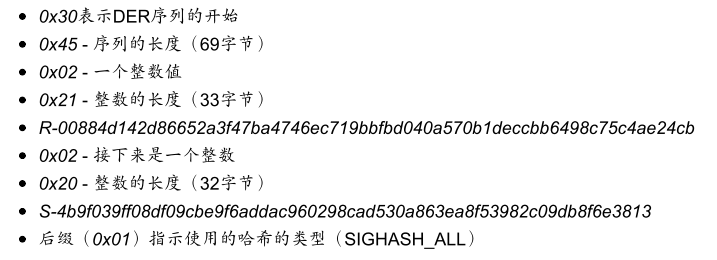 0x30表示DER序列的开始
0x45 - 序列的长度（69字节）
0x02 - 一个整数值
0x21 - 整数的长度（33字节）
R-00884d142d86652a3f47ba4746ec719bbfbd040a570b1deccbb6498c75c4ae24cb
0x02 - 接下来是一个整数
0x20 - 整数的长度（32字节）
S-4b9f039ff08df09cbe9f6addac960298cad530a863ea8f53982c09db8f6e3813
后缀（0x01）指示使用的哈希的类型（SIGHASH_ALL）